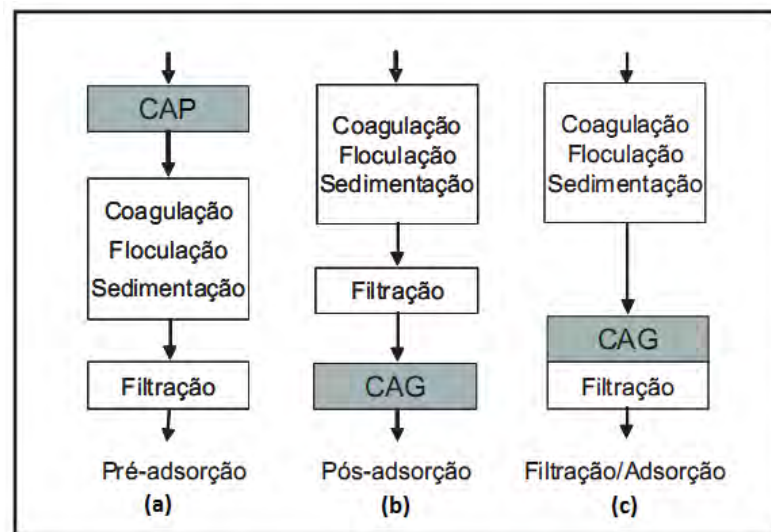 CAP
Coagulação
Floculação
Sedimentação
Filtração
Pré-adsorção
(a)
Coagulação
Floculação
Sedimentação
Filtração
CAG
Pós-adsorção
(b)
Coagulação
Floculação
Sedimentação
CAG
Filtração
Filtração/Adsorção
(c)